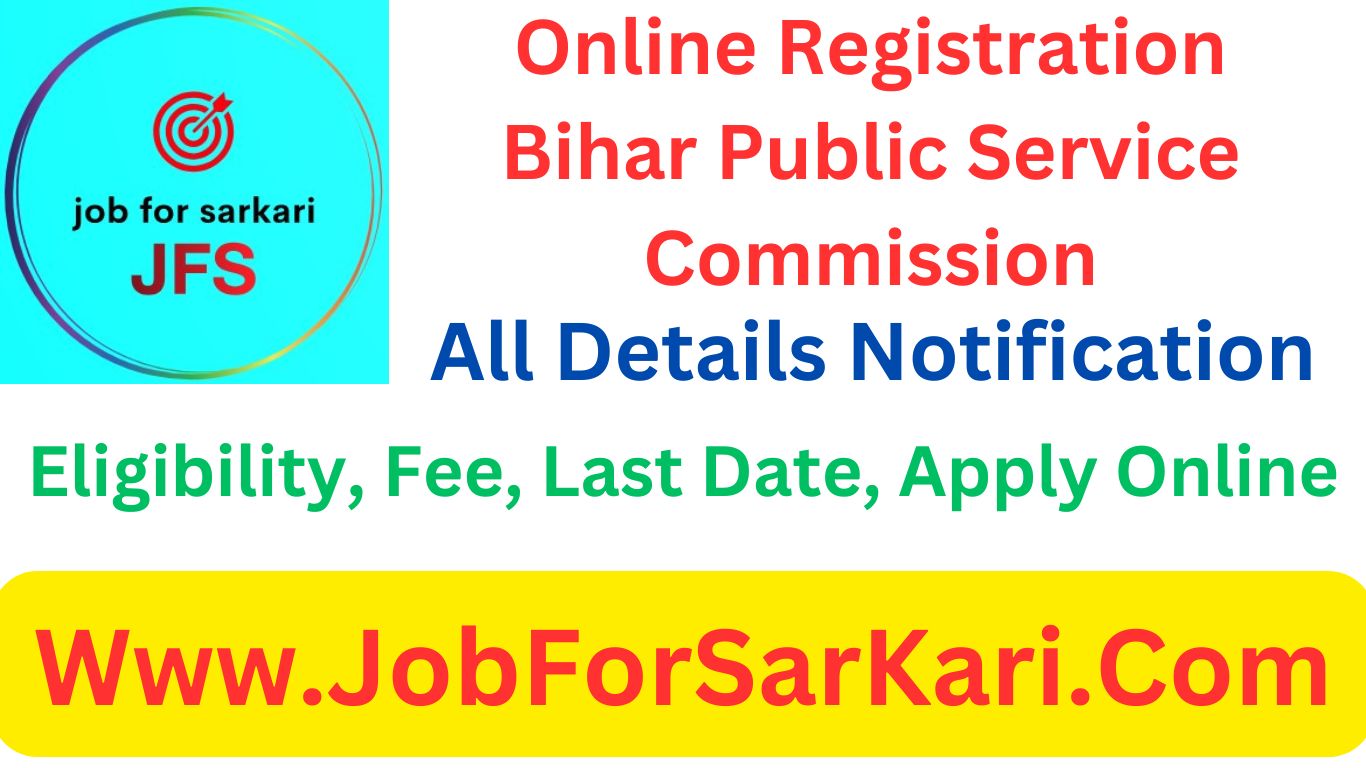 job for sarkari
JFS
Online Registration
Bihar Public Service
Commission
All Details Notification
Eligibility, Fee, Last Date, Apply Online
Www.JobForSarKari.Com